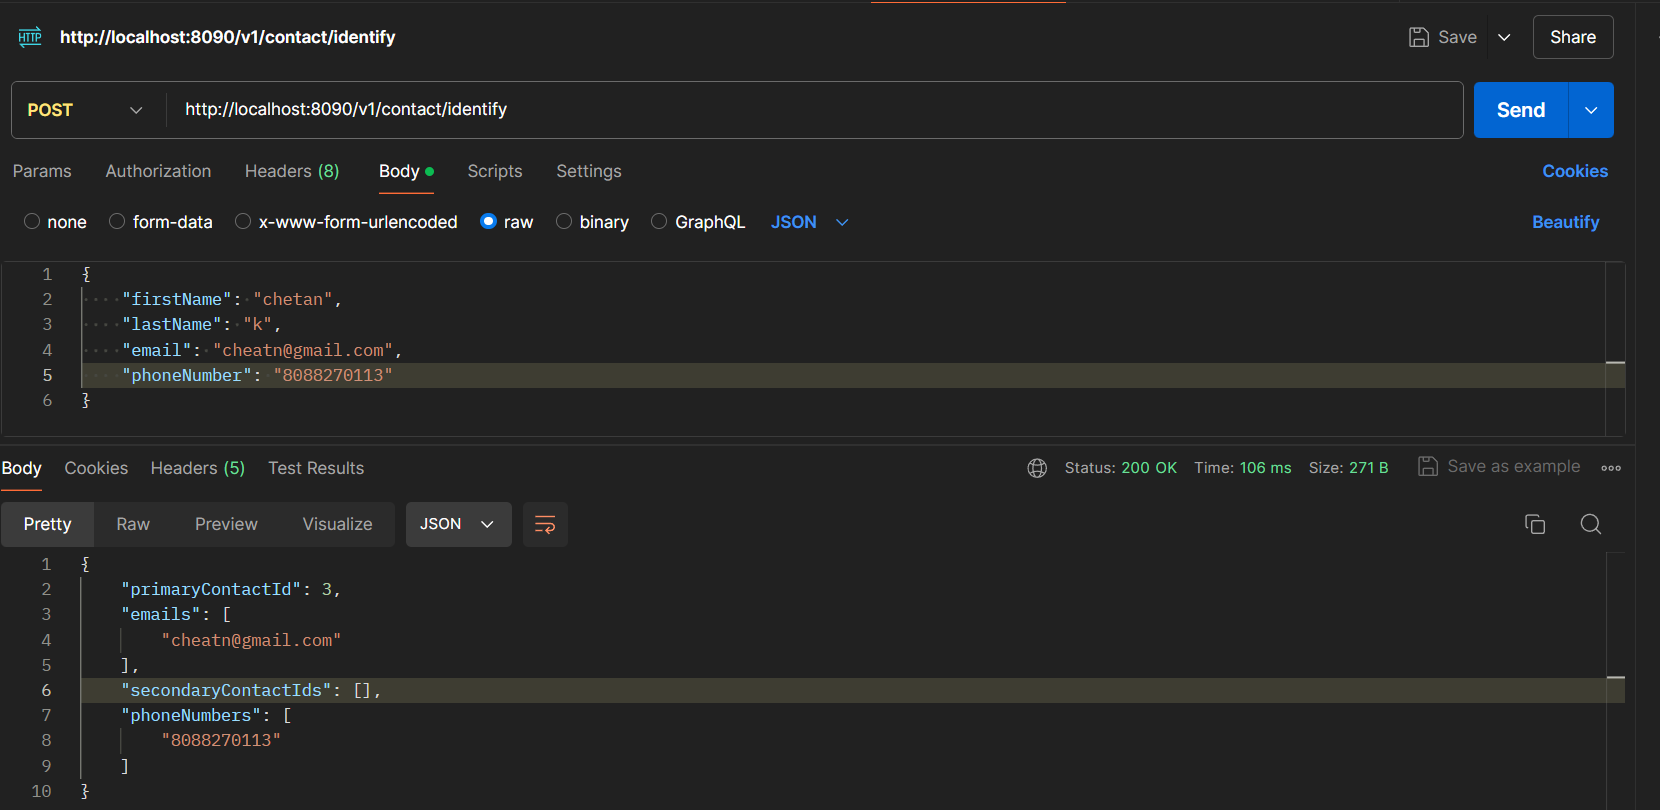 HTTP http://localhost:8090/v1/contact/identify Save Share
POST http://localhost:8090/v1/contact/identify Send
Params Authorization Headers (8) Body Scripts Settings Cookies
none form-data x-www-form-urlencoded raw binary GraphQL JSON Beautify
1 {
2 "firstName": "chetan",
3 "lastName": "k",
4 "email": "cheatn@gmail.com",
5 "phoneNumber": "8088270113"
6 }
Body Cookies Headers (5) Test Results Status: 200 OK Time: 106 ms Size: 271 B Save as example
Pretty Raw Preview Visualize JSON
1 {
2 "primaryContactId": 3,
3 "emails": [
4 "cheatn@gmail.com"
5 ],
6 "secondaryContactIds": [],
7 "phoneNumbers": [
8 "8088270113"
9 ]
10 }